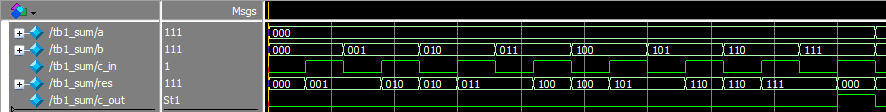 Msgs
/tb1_sum/a 111 000
/tb1_sum/b 111 000 001 010 011 100 101 110 111
/tb1_sum/c_in 1
/tb1_sum/res 111 000 001 010 010 011 100 100 101 110 110 111 000
/tb1_sum/c_out St1